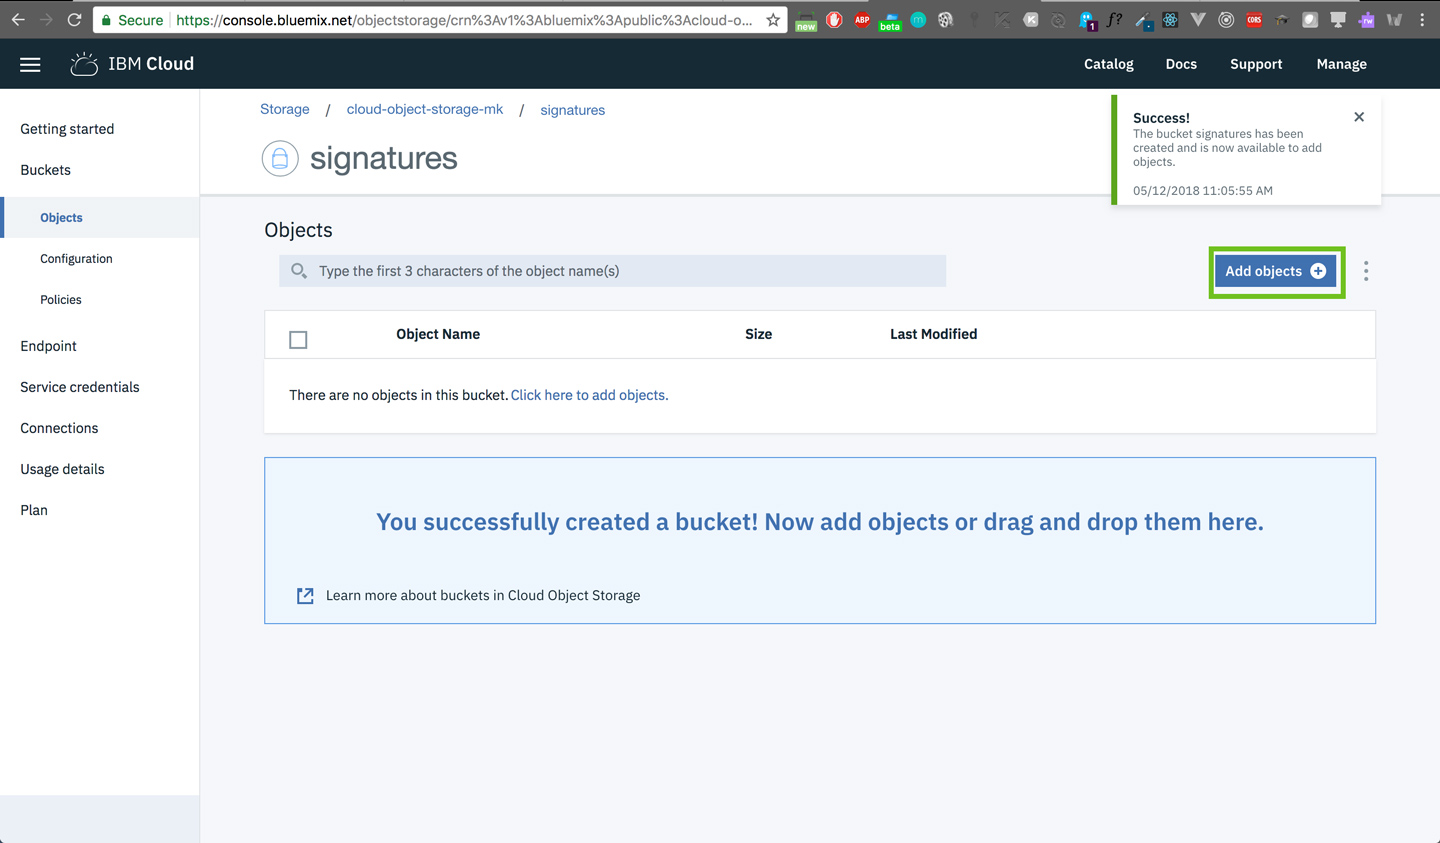 Secure
https://console.bluemix.net/objectstorage/crn%3Av1%3Abluemix%3Apublic%3Acloud-o...
new
ABP
beta
m
K
1
f?
CORS
rw
IBM Cloud
Catalog
Docs
Support
Manage
Getting started
Buckets
Objects
Configuration
Policies
Endpoint
Service credentials
Connections
Usage details
Plan
Storage / cloud-object-storage-mk / signatures
signatures
Success!
The bucket signatures has been
created and is now available to add
objects.
05/12/2018 11:05:55 AM
Objects
Type the first 3 characters of the object name(s)
Add objects
Object Name
Size
Last Modified
There are no objects in this bucket. Click here to add objects.
You successfully created a bucket! Now add objects or drag and drop them here.
Learn more about buckets in Cloud Object Storage